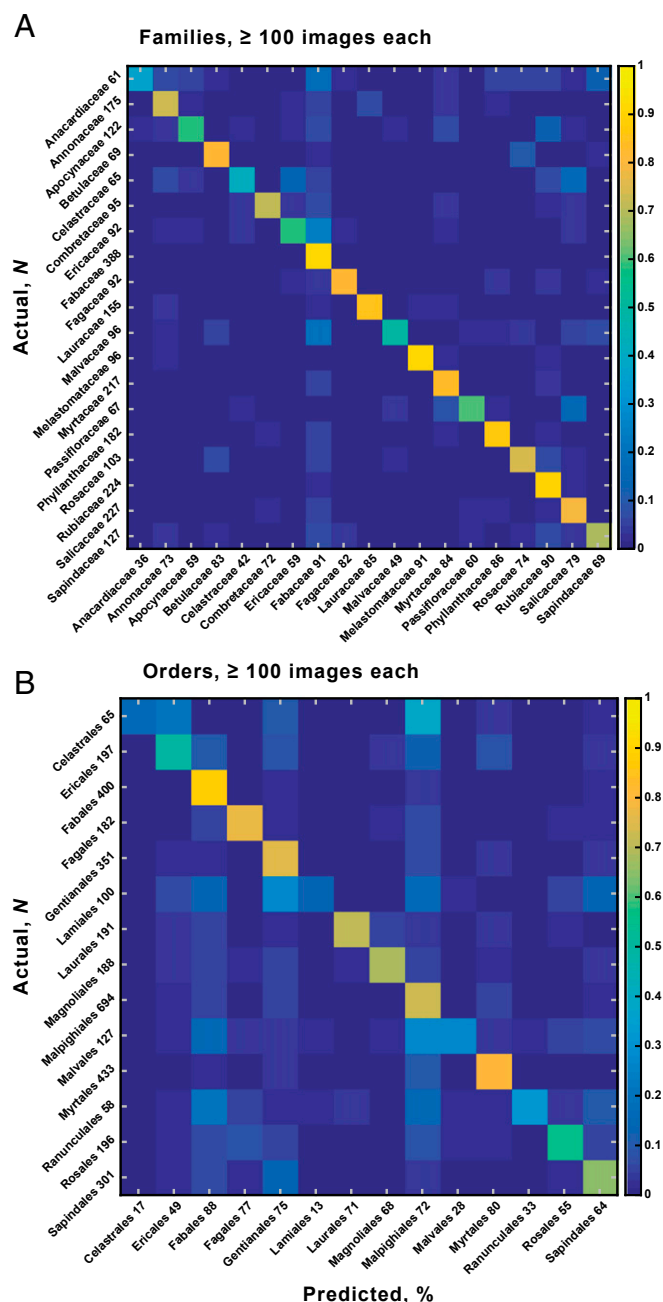 A
Families, ≥ 100 images each
Actual, N
Anacardiaceae 61
Annonaceae 175
Apocynaceae 122
Betulaceae 69
Celastraceae 65
Combretaceae 95
Ericaceae 92
Fabaceae 388
Fagaceae 92
Lauraceae 155
Malvaceae 96
Melastomataceae 96
Myrtaceae 217
Passifloraceae 67
Phyllanthaceae 182
Rosaceae 103
Rubiaceae 224
Salicaceae 227
Sapindaceae 127
Anacardiaceae 36
Annonaceae 73
Apocynaceae 59
Betulaceae 83
Celastraceae 42
Combretaceae 72
Ericaceae 59
Fabaceae 91
Fagaceae 82
Lauraceae 85
Malvaceae 49
Melastomataceae 91
Myrtaceae 84
Passifloraceae 60
Phyllanthaceae 86
Rosaceae 74
Rubiaceae 90
Salicaceae 79
Sapindaceae 69
1
0.9
0.8
0.7
0.6
0.5
0.4
0.3
0.2
0.1
0
B
Orders, ≥ 100 images each
Actual, N
Celastrales 65
Ericales 197
Fabales 400
Fagales 182
Gentianales 351
Lamiales 100
Laurales 191
Magnoliales 188
Malpighiales 694
Malvales 127
Myrtales 433
Ranunculales 58
Rosales 196
Sapindales 301
Celastrales 17
Ericales 49
Fabales 88
Fagales 77
Gentianales 75
Lamiales 13
Laurales 71
Magnoliales 68
Malpighiales 72
Malvales 28
Myrtales 80
Ranunculales 33
Rosales 55
Sapindales 64
1
0.9
0.8
0.7
0.6
0.5
0.4
0.3
0.2
0.1
0
Predicted, %